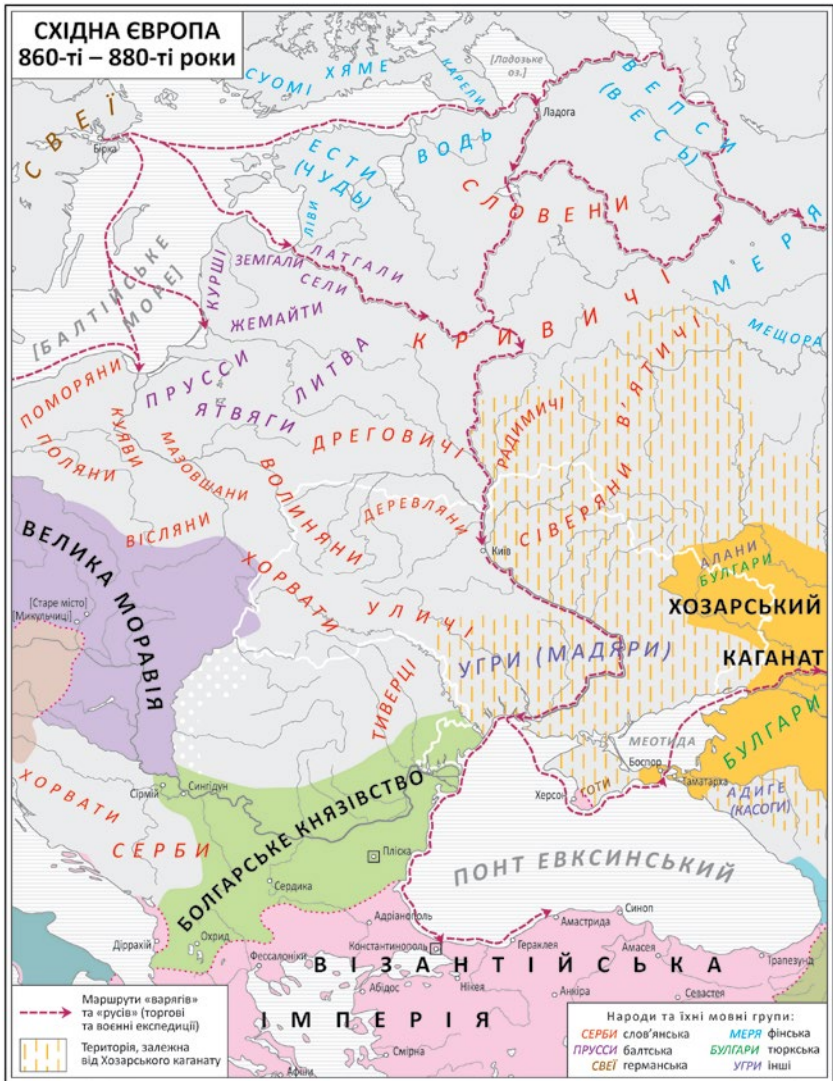 СХІДНА ЄВРОПА
860-ті – 880-ті роки
СУОМІ
ХЯМЕ
КАРЕЛИ
[Ладозьке
оз.]
Ладога
ВЕПСИ
(ВЕСЬ)
СВЕЇ
Бірка
ЕСТИ
(ЧУДЬ)
ВОДЬ
СЛОВЕНИ
ЛІВИ
[БАЛТІЙСЬКЕ
МОРЕ]
КУРШІ
ЗЕМГАЛИ
ЛАТГАЛИ
СЕЛИ
ЖЕМАЙТИ
МЕРЯ
МЕЩОРА
КРИВИЧІ
ПРУССИ
ЛИТВА
ЯТВЯГИ
ПОМОРЯНИ
КУЯВИ
ПОЛЯНИ
МАЗОВШАНИ
ВІСЛЯНИ
ДРЕГОВИЧІ
РАДИМИЧІ
В'ЯТИЧІ
ВОЛИНЯНИ
ДЕРЕВЛЯНИ
СІВЕРЯНИ
Київ
АЛАНИ
БУЛГАРИ
ВЕЛИКА МОРАВІЯ
[Старе місто]
[Микульчиці]
ХОРВАТИ
УЛИЧІ
ХОЗАРСЬКИЙ
КАГАНАТ
УГРИ (МАДЯРИ)
ТИВЕРЦІ
МЕОТИДА
БУЛГАРИ
Боспор
Таматарха
ГОТИ
Херсон
АДИГЕ
(КАСОГИ)
ХОРВАТИ
СЕРБИ
Сірмій
Сингідун
БОЛГАРСЬКЕ КНЯЗІВСТВО
Пліска
Сердика
ПОНТ ЕВКСИНСЬКИЙ
Охрид
Діррахій
Адріанополь
Фессалоніки
Константинополь
Гераклея
Амастрида
Синоп
Амасея
Трапезунд
ВІЗАНТІЙСЬКА
Абідос
Нікея
Анкіра
Севастея
ІМПЕРІЯ
Смірна
Афіни
Маршрути «варягів»
та «русів» (торгові
та воєнні експедиції)
Територія, залежна
від Хозарського каганату
Народи та їхні мовні групи:
СЕРБИ слов'янська
МЕРЯ фінська
ПРУССИ балтська
БУЛГАРИ тюркська
СВЕЇ германська
УГРИ інші